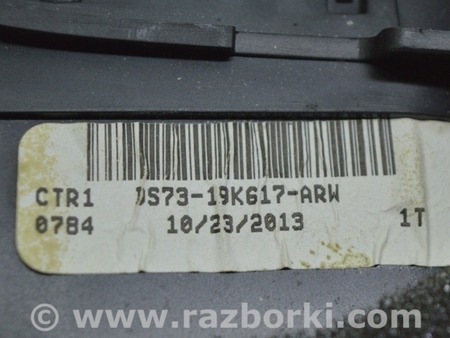 CTR1 DS73-19K617-ARW
0784 10/23/2013 1T
© www.razborki.com